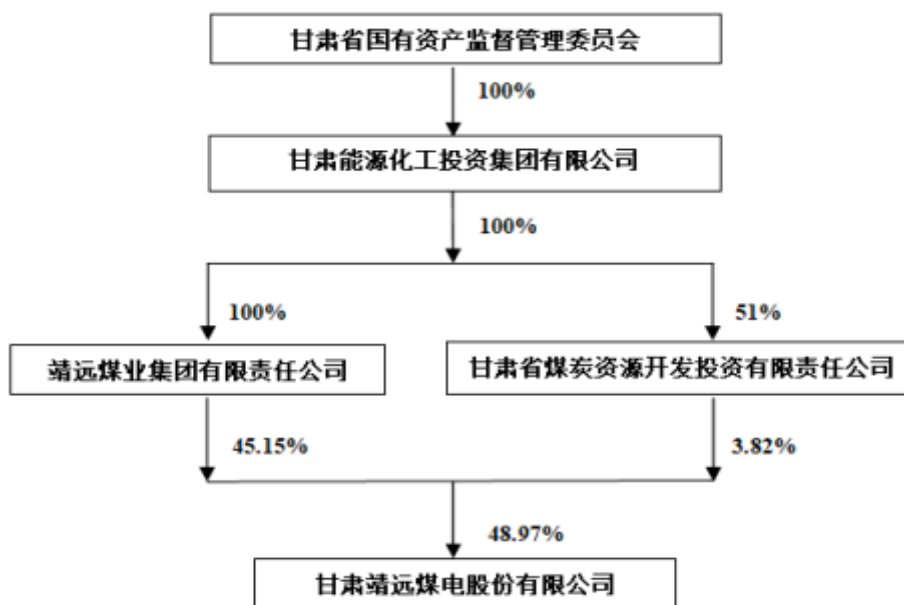 甘肃省国有资产监督管理委员会
100%
甘肃能源化工投资集团有限公司
100%
100%
51%
靖远煤业集团有限责任公司
甘肃省煤炭资源开发投资有限责任公司
45.15%
3.82%
48.97%
甘肃靖远煤电股份有限公司